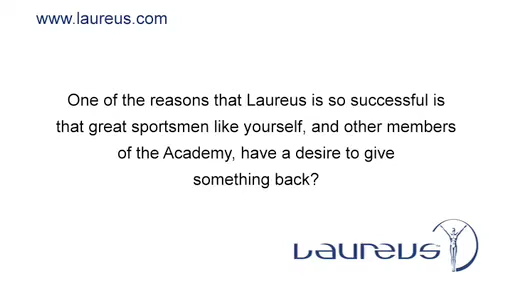 www.laureus.com
One of the reasons that Laureus is so successful is
that great sportsmen like yourself, and other members
of the Academy, have a desire to give
something back?
Laureus